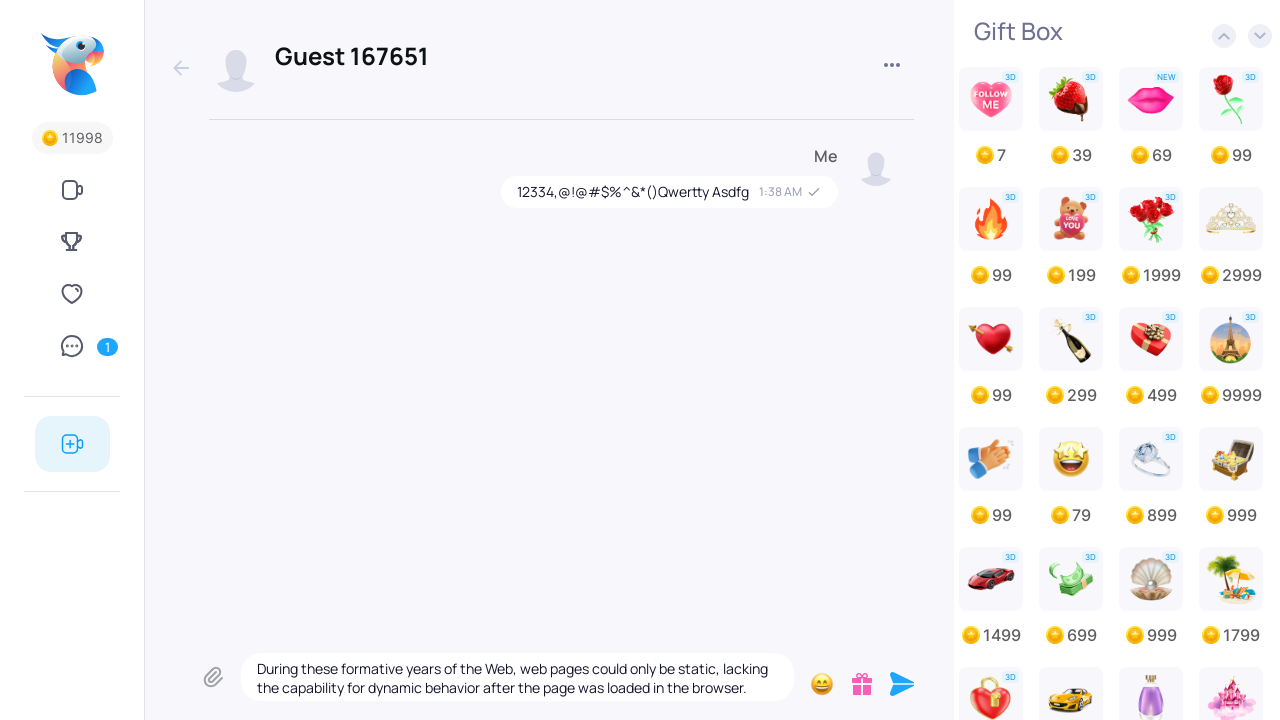 Guest 167651
Gift Box
11998
1
Me
12334,@!@#$%^&*()Qwertty Asdfg 1:38 AM
During these formative years of the Web, web pages could only be static, lacking
the capability for dynamic behavior after the page was loaded in the browser.
3D 3D NEW 3D
FOLLOW
ME
7 39 69 99
3D 3D 3D
LOVE
YOU
99 199 1999 2999
3D 3D 3D
99 299 499 9999
3D
99 79 899 999
3D 3D 3D
1499 699 999 1799
3D